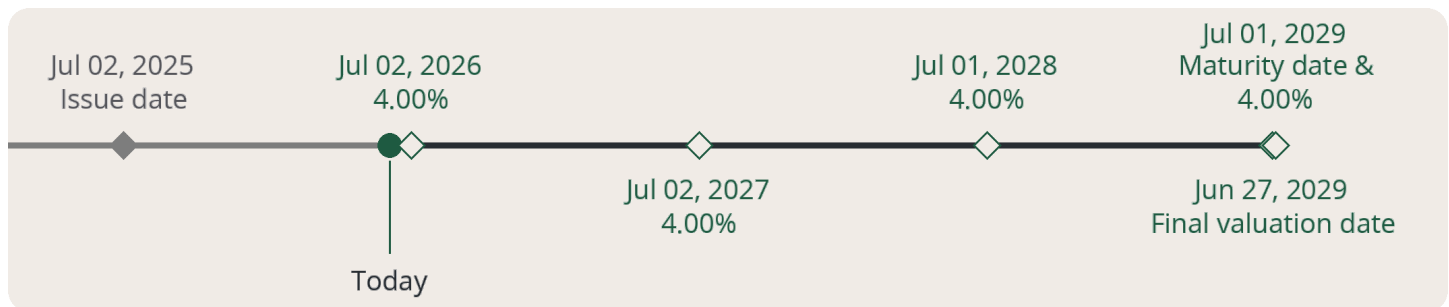 Jul 02, 2025
Issue date
Jul 02, 2026
4.00%
Today
Jul 02, 2027
4.00%
Jul 01, 2028
4.00%
Jul 01, 2029
Maturity date &
4.00%
Jun 27, 2029
Final valuation date